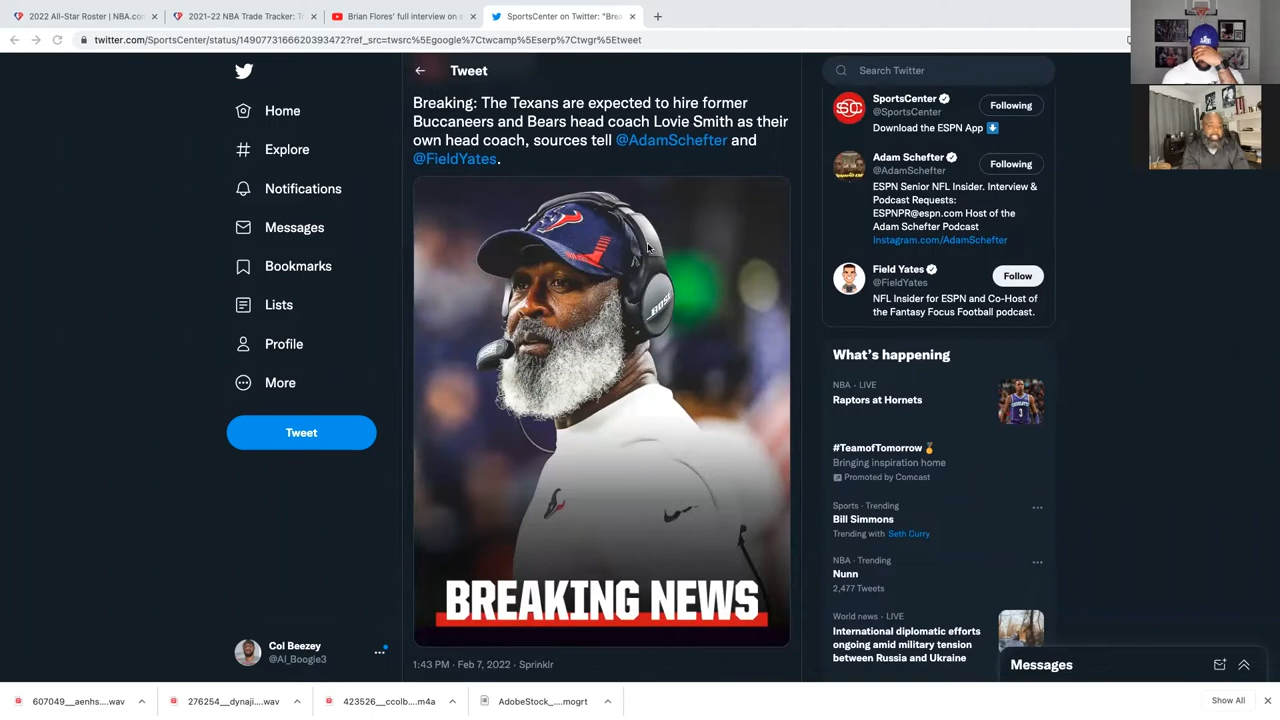 2022 All-Star Roster | NBA.co
2021-22 NBA Trade Tracker: T
Brian Flores' full interview on
SportsCenter on Twitter: "Brea
twitter.com/SportsCenter/status/1490773166620393472?ref_src=twsrc%5Egoogle%7Ctwcamp%5Eserp%7Ctwgr%5Etweet
Home
Explore
Notifications
Messages
Bookmarks
Lists
Profile
More
Tweet
Col Beezey
@Al_Boogie3
Tweet
Breaking: The Texans are expected to hire former
Buccaneers and Bears head coach Lovie Smith as their
own head coach, sources tell @AdamSchefter and
@FieldYates.
BOSE
BREAKING NEWS
1:43 PM · Feb 7, 2022 · Sprinklr
Search Twitter
SC
SportsCenter
@SportsCenter
Following
Download the ESPN App
Adam Schefter
@AdamSchefter
Following
ESPN Senior NFL Insider. Interview &
Podcast Requests:
ESPNPR@espn.com Host of the
Adam Schefter Podcast
Instagram.com/AdamSchefter
Field Yates
@FieldYates
Follow
NFL Insider for ESPN and Co-Host of
the Fantasy Focus Football podcast.
What's happening
NBA · LIVE
Raptors at Hornets
#TeamofTomorrow
Bringing inspiration home
Promoted by Comcast
Sports · Trending
Bill Simmons
Trending with Seth Curry
NBA · Trending
Nunn
2,477 Tweets
World news · LIVE
International diplomatic efforts
ongoing amid military tension
between Russia and Ukraine
Messages
607049__aenhs....wav
276254__dynaji....wav
423526__ccolb....m4a
AdobeStock_....mogrt
Show All